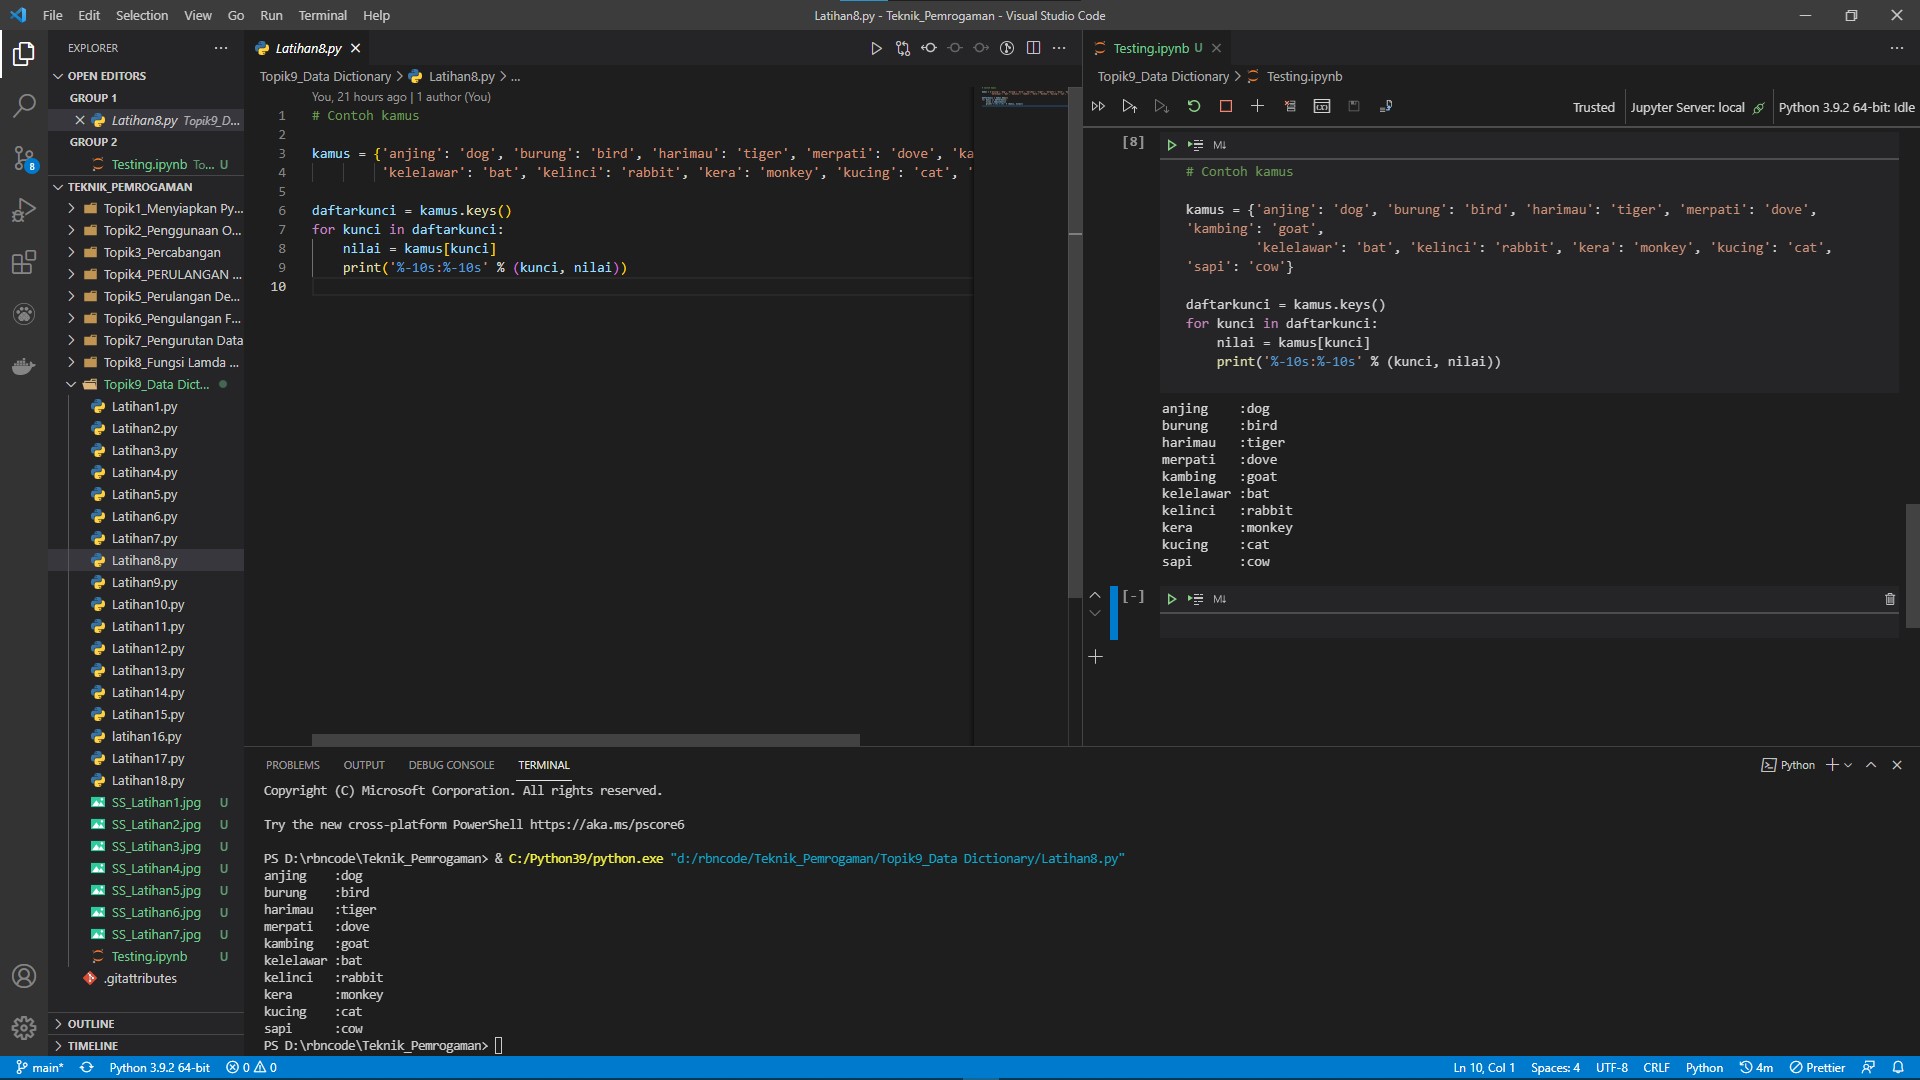 File Edit Selection View Go Run Terminal Help
Latihan8.py - Teknik_Pemrogaman - Visual Studio Code
EXPLORER
OPEN EDITORS
GROUP 1
Latihan8.py Topik9_D...
GROUP 2
Testing.ipynb To... U
TEKNIK_PEMROGAMAN
Topik1_Menyiapkan Py...
Topik2_Penggunaan O...
Topik3_Percabangan
Topik4_PERULANGAN ...
Topik5_Perulangan De...
Topik6_Pengulangan F...
Topik7_Pengurutan Data
Topik8_Fungsi Lamda ...
Topik9_Data Dict...
Latihan1.py
Latihan2.py
Latihan3.py
Latihan4.py
Latihan5.py
Latihan6.py
Latihan7.py
Latihan8.py
Latihan9.py
Latihan10.py
Latihan11.py
Latihan12.py
Latihan13.py
Latihan14.py
Latihan15.py
latihan16.py
Latihan17.py
Latihan18.py
SS_Latihan1.jpg U
SS_Latihan2.jpg U
SS_Latihan3.jpg U
SS_Latihan4.jpg U
SS_Latihan5.jpg U
SS_Latihan6.jpg U
SS_Latihan7.jpg U
Testing.ipynb U
.gitattributes
OUTLINE
TIMELINE
8
Latihan8.py
Topik9_Data Dictionary > Latihan8.py > ...
You, 21 hours ago | 1 author (You)
1 # Contoh kamus
2
3 kamus = {'anjing': 'dog', 'burung': 'bird', 'harimau': 'tiger', 'merpati': 'dove', 'ka
4 'kelelawar': 'bat', 'kelinci': 'rabbit', 'kera': 'monkey', 'kucing': 'cat', '
5
6 daftarkunci = kamus.keys()
7 for kunci in daftarkunci:
8 nilai = kamus[kunci]
9 print('%-10s:%-10s' % (kunci, nilai))
10
Testing.ipynb U
Topik9_Data Dictionary > Testing.ipynb
Trusted Jupyter Server: local Python 3.9.2 64-bit: Idle
[8]
M↓
# Contoh kamus
kamus = {'anjing': 'dog', 'burung': 'bird', 'harimau': 'tiger', 'merpati': 'dove',
'kambing': 'goat',
'kelelawar': 'bat', 'kelinci': 'rabbit', 'kera': 'monkey', 'kucing': 'cat',
'sapi': 'cow'}
daftarkunci = kamus.keys()
for kunci in daftarkunci:
nilai = kamus[kunci]
print('%-10s:%-10s' % (kunci, nilai))
anjing :dog
burung :bird
harimau :tiger
merpati :dove
kambing :goat
kelelawar :bat
kelinci :rabbit
kera :monkey
kucing :cat
sapi :cow
[-]
M↓
PROBLEMS OUTPUT DEBUG CONSOLE TERMINAL
Python
Copyright (C) Microsoft Corporation. All rights reserved.
Try the new cross-platform PowerShell https://aka.ms/pscore6
PS D:\rbncode\Teknik_Pemrogaman> & C:/Python39/python.exe "d:/rbncode/Teknik_Pemrogaman/Topik9_Data Dictionary/Latihan8.py"
anjing :dog
burung :bird
harimau :tiger
merpati :dove
kambing :goat
kelelawar :bat
kelinci :rabbit
kera :monkey
kucing :cat
sapi :cow
PS D:\rbncode\Teknik_Pemrogaman>
main* Python 3.9.2 64-bit 0 0
Ln 10, Col 1 Spaces: 4 UTF-8 CRLF Python 4m Prettier